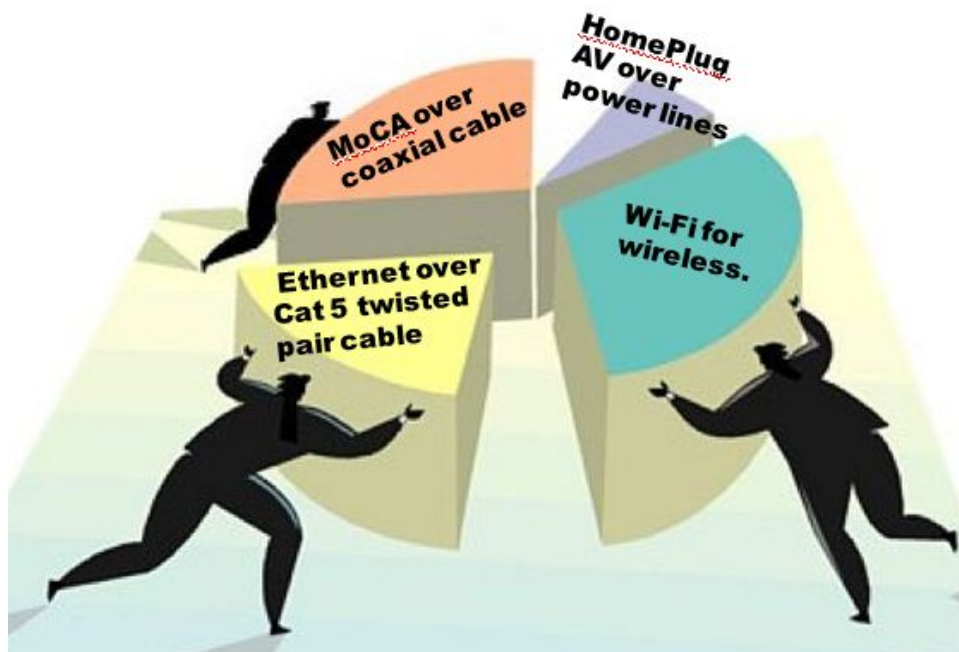 HomePlug
AV over
power lines
MoCA over
coaxial cable
Wi-Fi for
wireless.
Ethernet over
Cat 5 twisted
pair cable